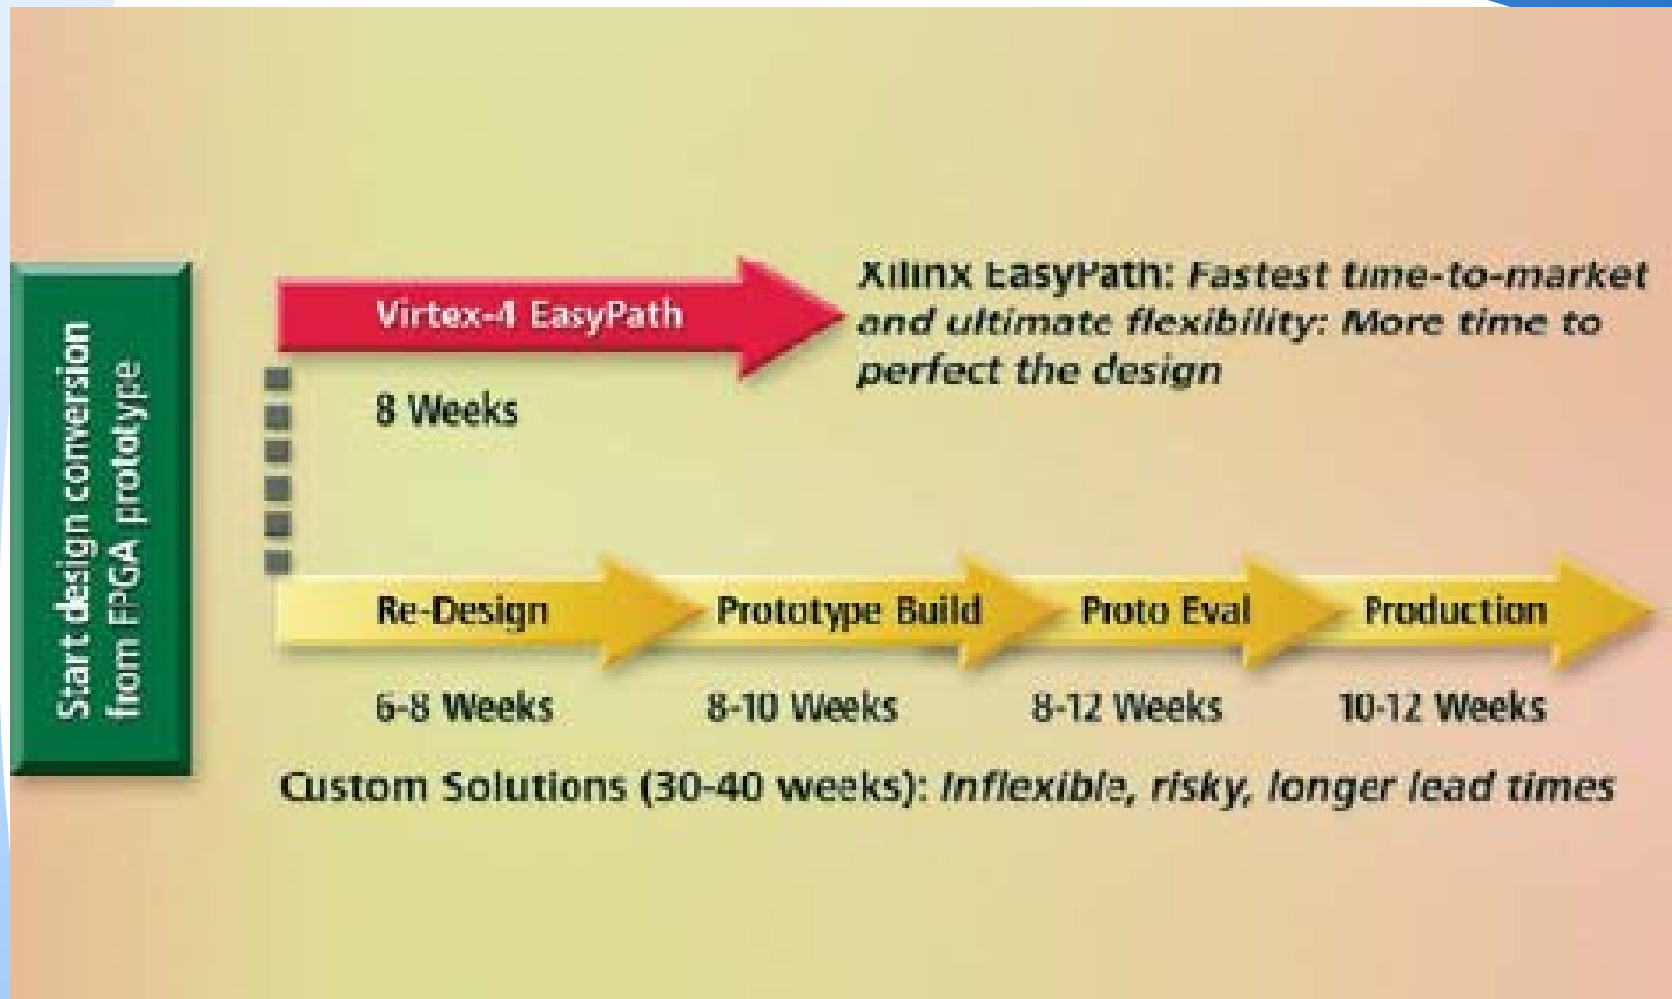 Start design conversion
from FPGA prototype
Virtex-4 EasyPath
8 Weeks
Xilinx EasyPath: Fastest time-to-market
and ultimate flexibility: More time to
perfect the design
Re-Design
Prototype Build
Proto Eval
Production
6-8 Weeks
8-10 Weeks
8-12 Weeks
10-12 Weeks
Custom Solutions (30-40 weeks): Inflexible, risky, longer lead times